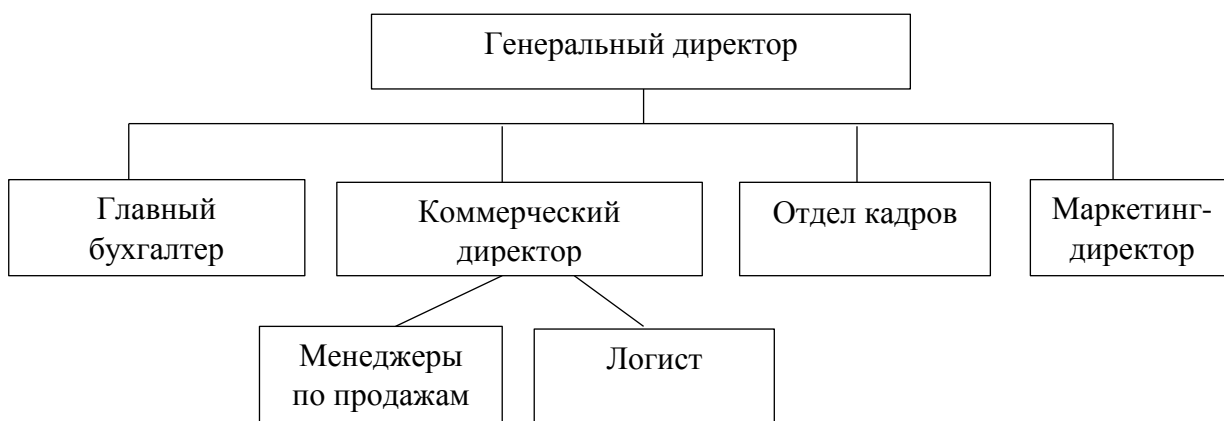 Генеральный директор
Главный
бухгалтер
Коммерческий
директор
Отдел кадров
Маркетинг-
директор
Менеджеры
по продажам
Логист